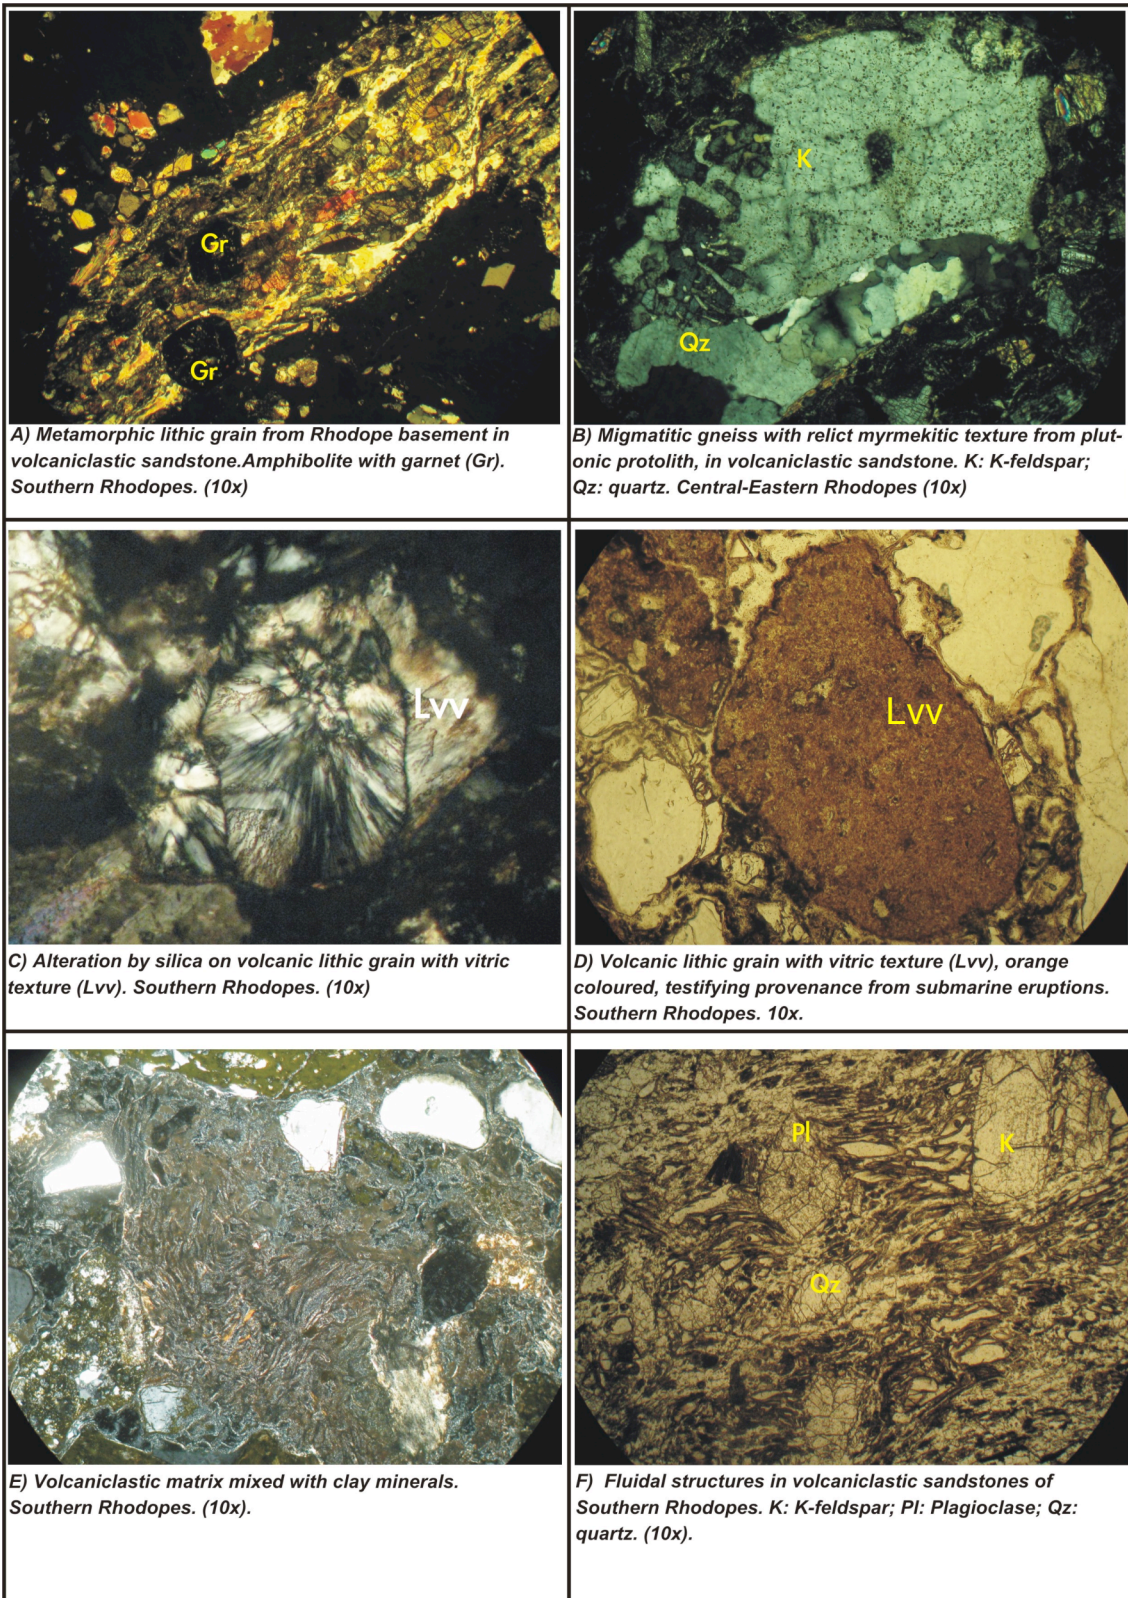 Gr
Gr
A) Metamorphic lithic grain from Rhodope basement in
volcaniclastic sandstone.Amphibolite with garnet (Gr).
Southern Rhodopes. (10x)
K
Qz
B) Migmatitic gneiss with relict myrmekitic texture from plut-
onic protolith, in volcaniclastic sandstone. K: K-feldspar;
Qz: quartz. Central-Eastern Rhodopes (10x)
Lvv
C) Alteration by silica on volcanic lithic grain with vitric
texture (Lvv). Southern Rhodopes. (10x)
Lvv
D) Volcanic lithic grain with vitric texture (Lvv), orange
coloured, testifying provenance from submarine eruptions.
Southern Rhodopes. 10x.
E) Volcaniclastic matrix mixed with clay minerals.
Southern Rhodopes. (10x).
Pl
K
Qz
F) Fluidal structures in volcaniclastic sandstones of
Southern Rhodopes. K: K-feldspar; Pl: Plagioclase; Qz:
quartz. (10x).